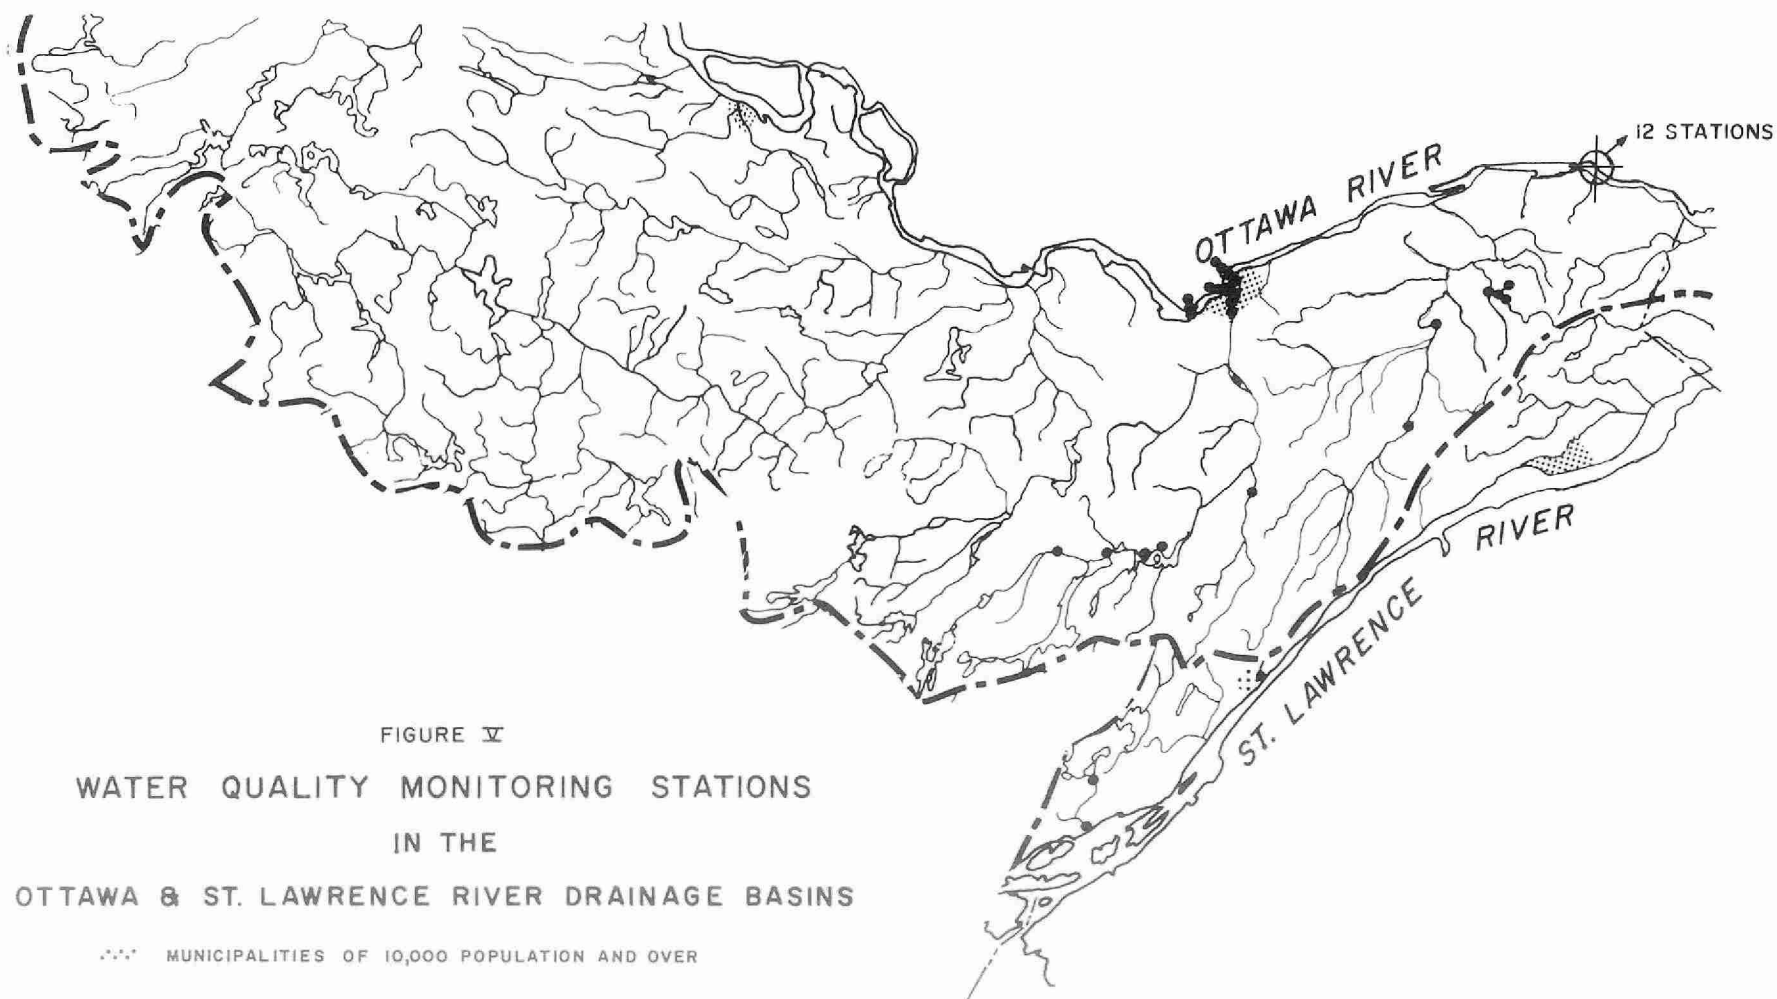 12 STATIONS
OTTAWA RIVER
ST. LAWRENCE RIVER
FIGURE V
WATER QUALITY MONITORING STATIONS
IN THE
OTTAWA & ST. LAWRENCE RIVER DRAINAGE BASINS
MUNICIPALITIES OF 10,000 POPULATION AND OVER